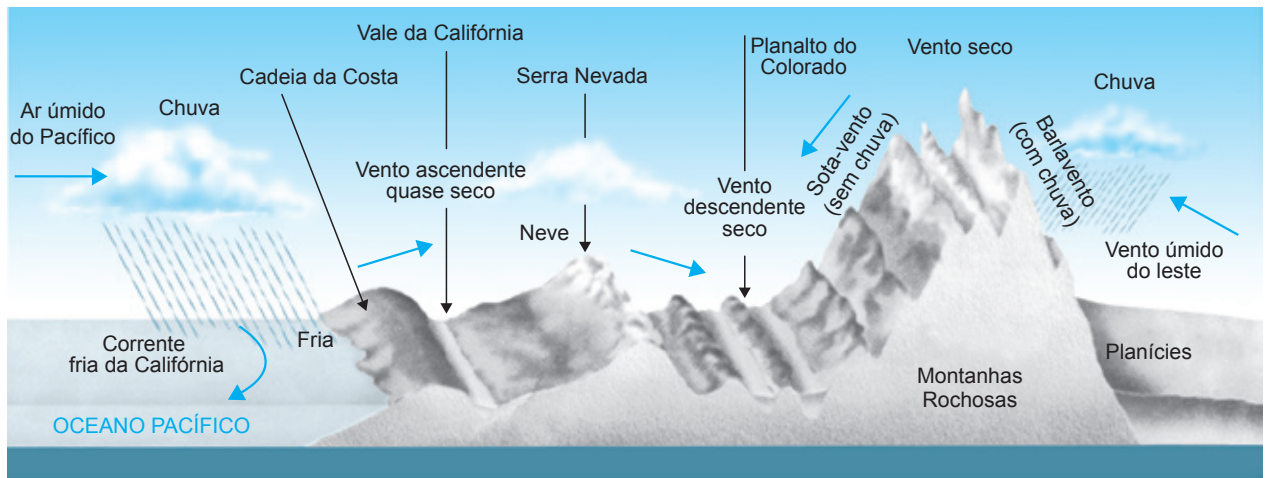 Vale da Califórnia
Cadeia da Costa
Chuva
Ar úmido
do Pacífico
Vento ascendente
quase seco
Serra Nevada
Neve
Planalto do
Colorado
Vento
descendente
seco
Vento seco
Sota-vento
(sem chuva)
Barlavento
(com chuva)
Chuva
Vento úmido
do leste
Corrente
fria da Califórnia
Fria
OCEANO PACÍFICO
Montanhas
Rochosas
Planícies